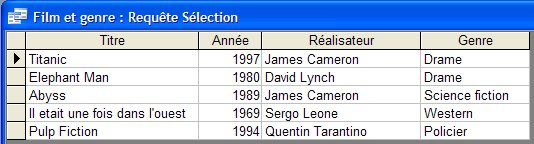 Film et genre : Requête Sélection
Titre Année Réalisateur Genre
Titanic 1997 James Cameron Drame
Elephant Man 1980 David Lynch Drame
Abyss 1989 James Cameron Science fiction
Il etait une fois dans l'ouest 1969 Sergo Leone Western
Pulp Fiction 1994 Quentin Tarantino Policier